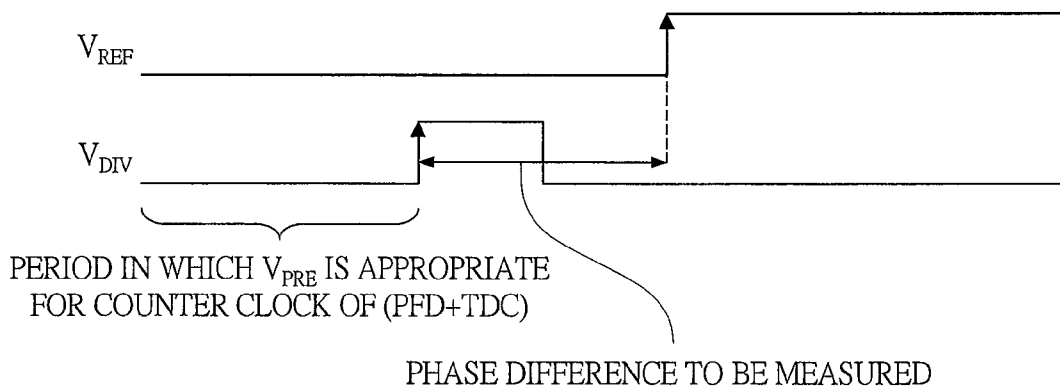 V_REF
V_DIV
PERIOD IN WHICH V_PRE IS APPROPRIATE
FOR COUNTER CLOCK OF (PFD+TDC)
PHASE DIFFERENCE TO BE MEASURED